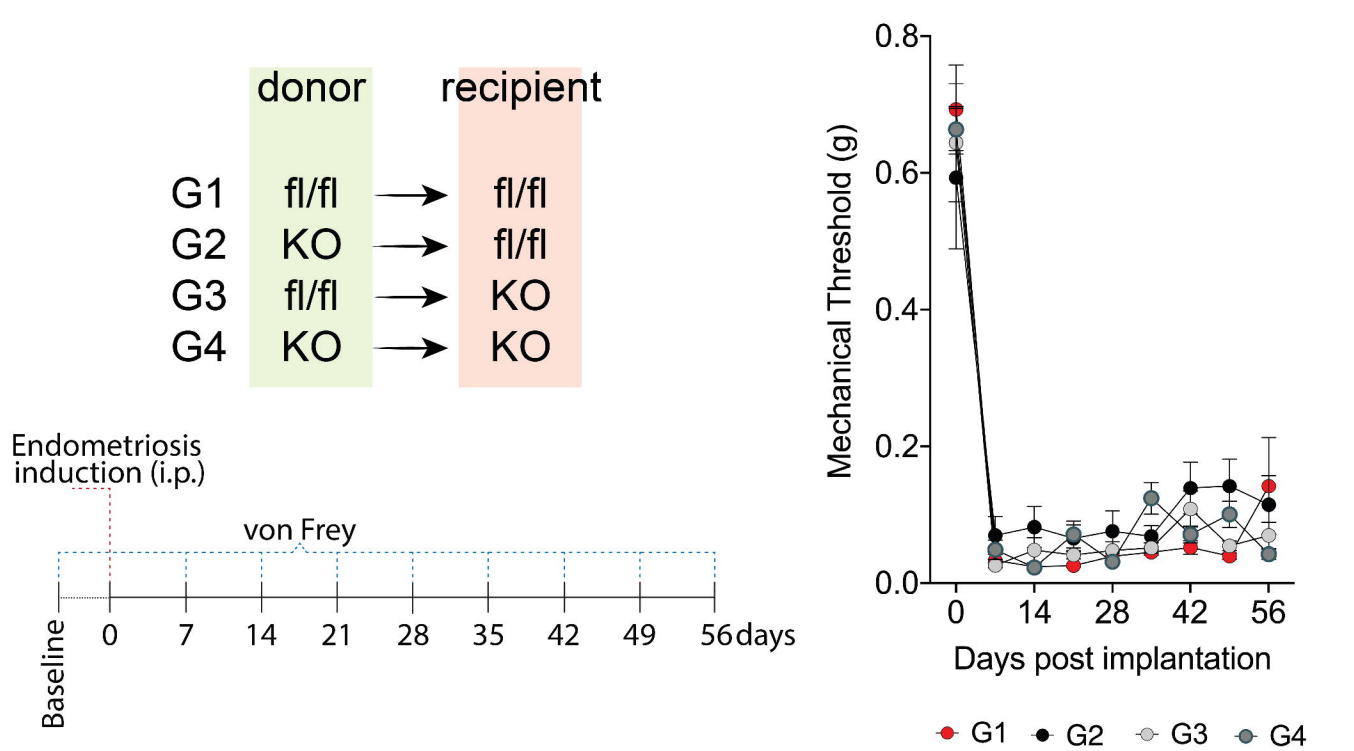 donor recipient
G1 fl/fl fl/fl
G2 KO fl/fl
G3 fl/fl KO
G4 KO KO
Endometriosis
induction (i.p.)
von Frey
Baseline
0 7 14 21 28 35 42 49 56 days
Mechanical Threshold (g)
0.8
0.6
0.4
0.2
0.0
0 14 28 42 56
Days post implantation
G1 G2 G3 G4